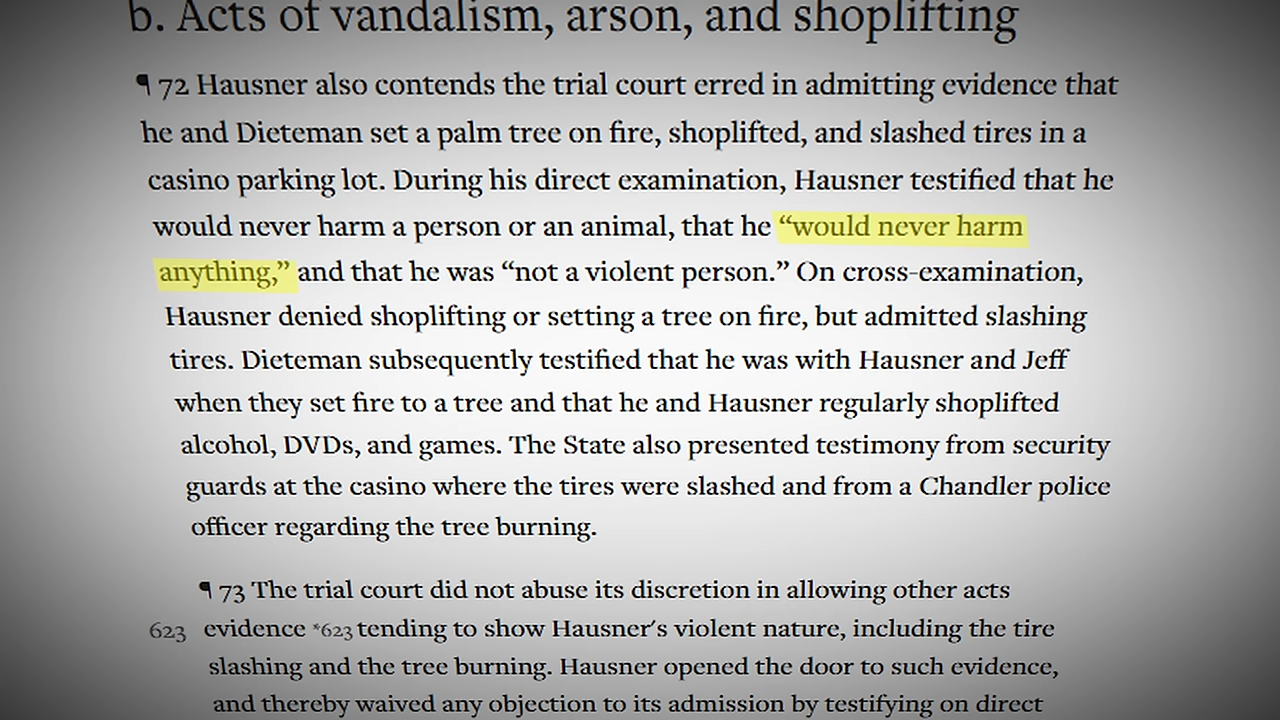 b. Acts of vandalism, arson, and shoplifting
¶ 72 Hausner also contends the trial court erred in admitting evidence that
he and Dieteman set a palm tree on fire, shoplifted, and slashed tires in a
casino parking lot. During his direct examination, Hausner testified that he
would never harm a person or an animal, that he “would never harm
anything,” and that he was “not a violent person.” On cross-examination,
Hausner denied shoplifting or setting a tree on fire, but admitted slashing
tires. Dieteman subsequently testified that he was with Hausner and Jeff
when they set fire to a tree and that he and Hausner regularly shoplifted
alcohol, DVDs, and games. The State also presented testimony from security
guards at the casino where the tires were slashed and from a Chandler police
officer regarding the tree burning.
¶ 73 The trial court did not abuse its discretion in allowing other acts
623 evidence *623 tending to show Hausner's violent nature, including the tire
slashing and the tree burning. Hausner opened the door to such evidence,
and thereby waived any objection to its admission by testifying on direct